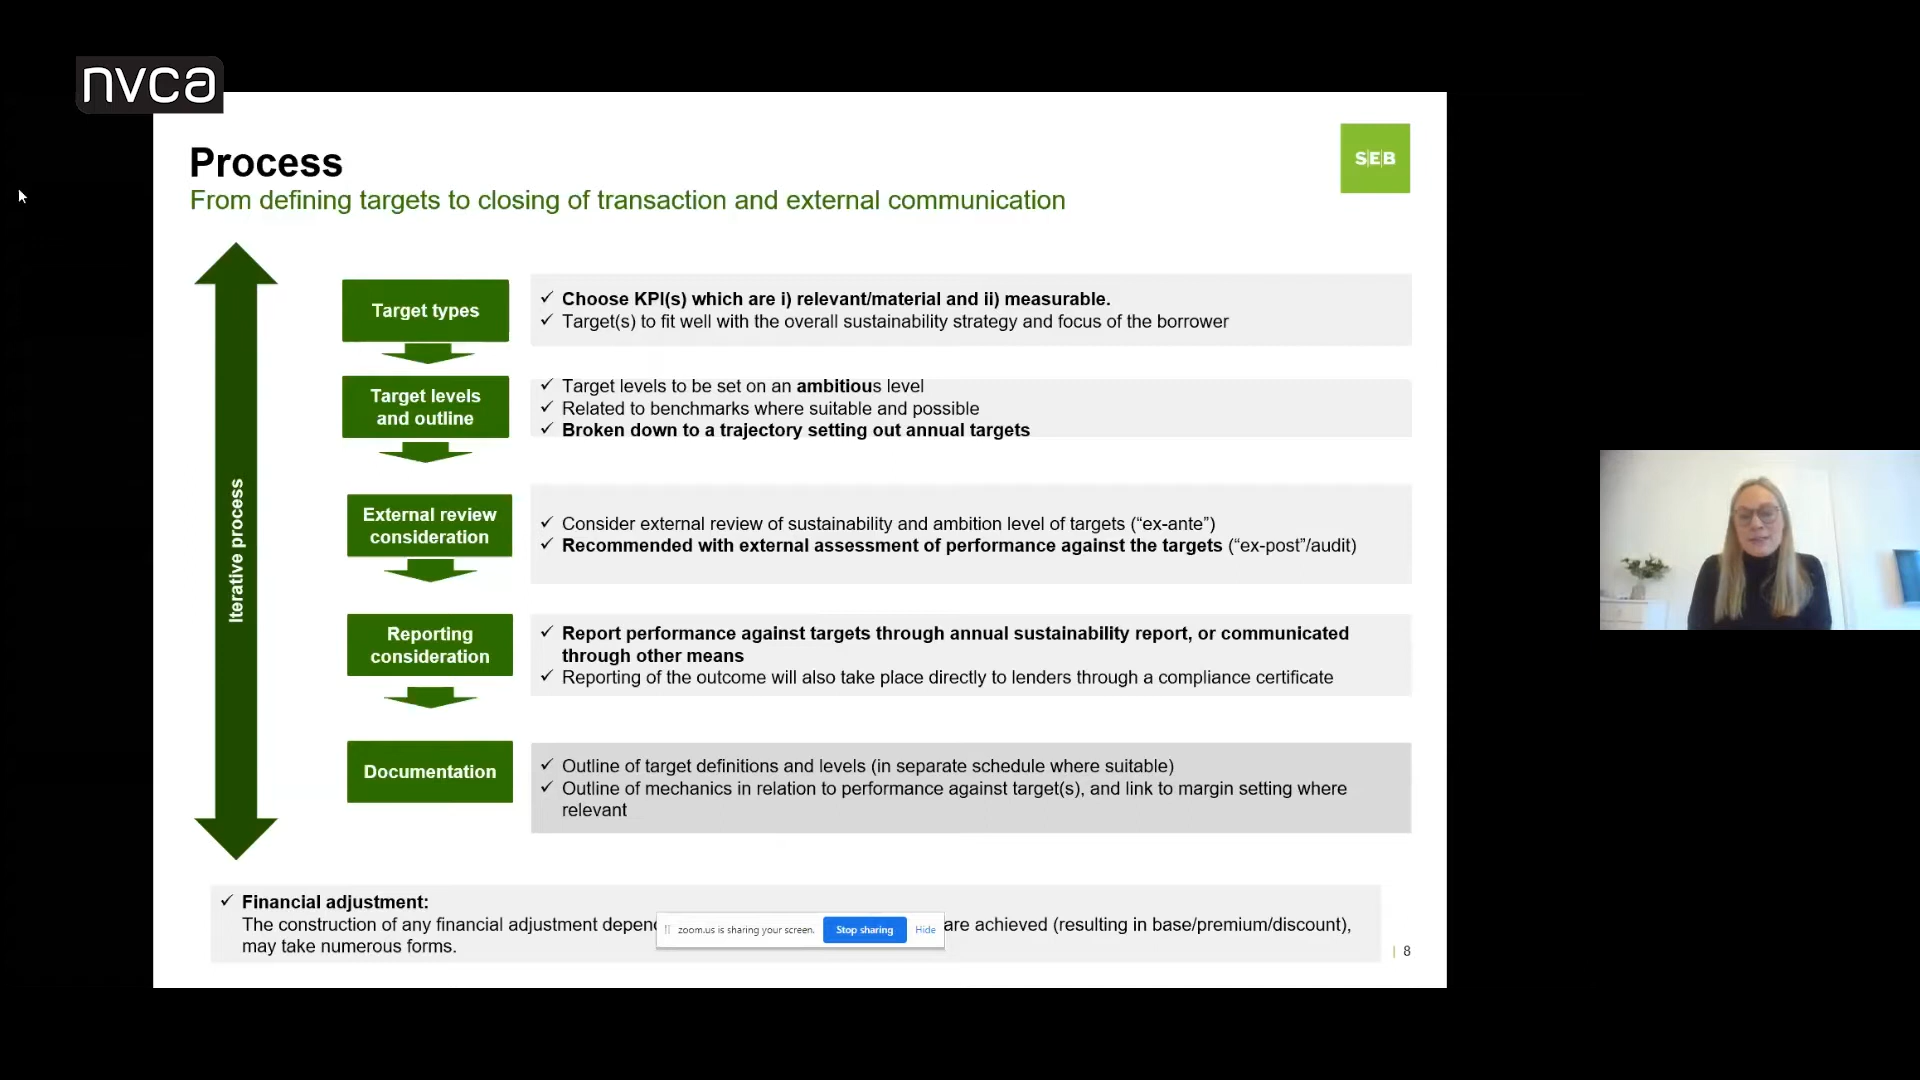 nvca
Process
From defining targets to closing of transaction and external communication
S|E|B
Iterative process
Target types
Choose KPI(s) which are i) relevant/material and ii) measurable.
Target(s) to fit well with the overall sustainability strategy and focus of the borrower
Target levels
and outline
Target levels to be set on an ambitious level
Related to benchmarks where suitable and possible
Broken down to a trajectory setting out annual targets
External review
consideration
Consider external review of sustainability and ambition level of targets (“ex-ante”)
Recommended with external assessment of performance against the targets (“ex-post”/audit)
Reporting
consideration
Report performance against targets through annual sustainability report, or communicated
through other means
Reporting of the outcome will also take place directly to lenders through a compliance certificate
Documentation
Outline of target definitions and levels (in separate schedule where suitable)
Outline of mechanics in relation to performance against target(s), and link to margin setting where
relevant
Financial adjustment:
The construction of any financial adjustment are achieved (resulting in base/premium/discount),
may take numerous forms.
zoom.us is sharing your screen. Stop sharing Hide
| 8